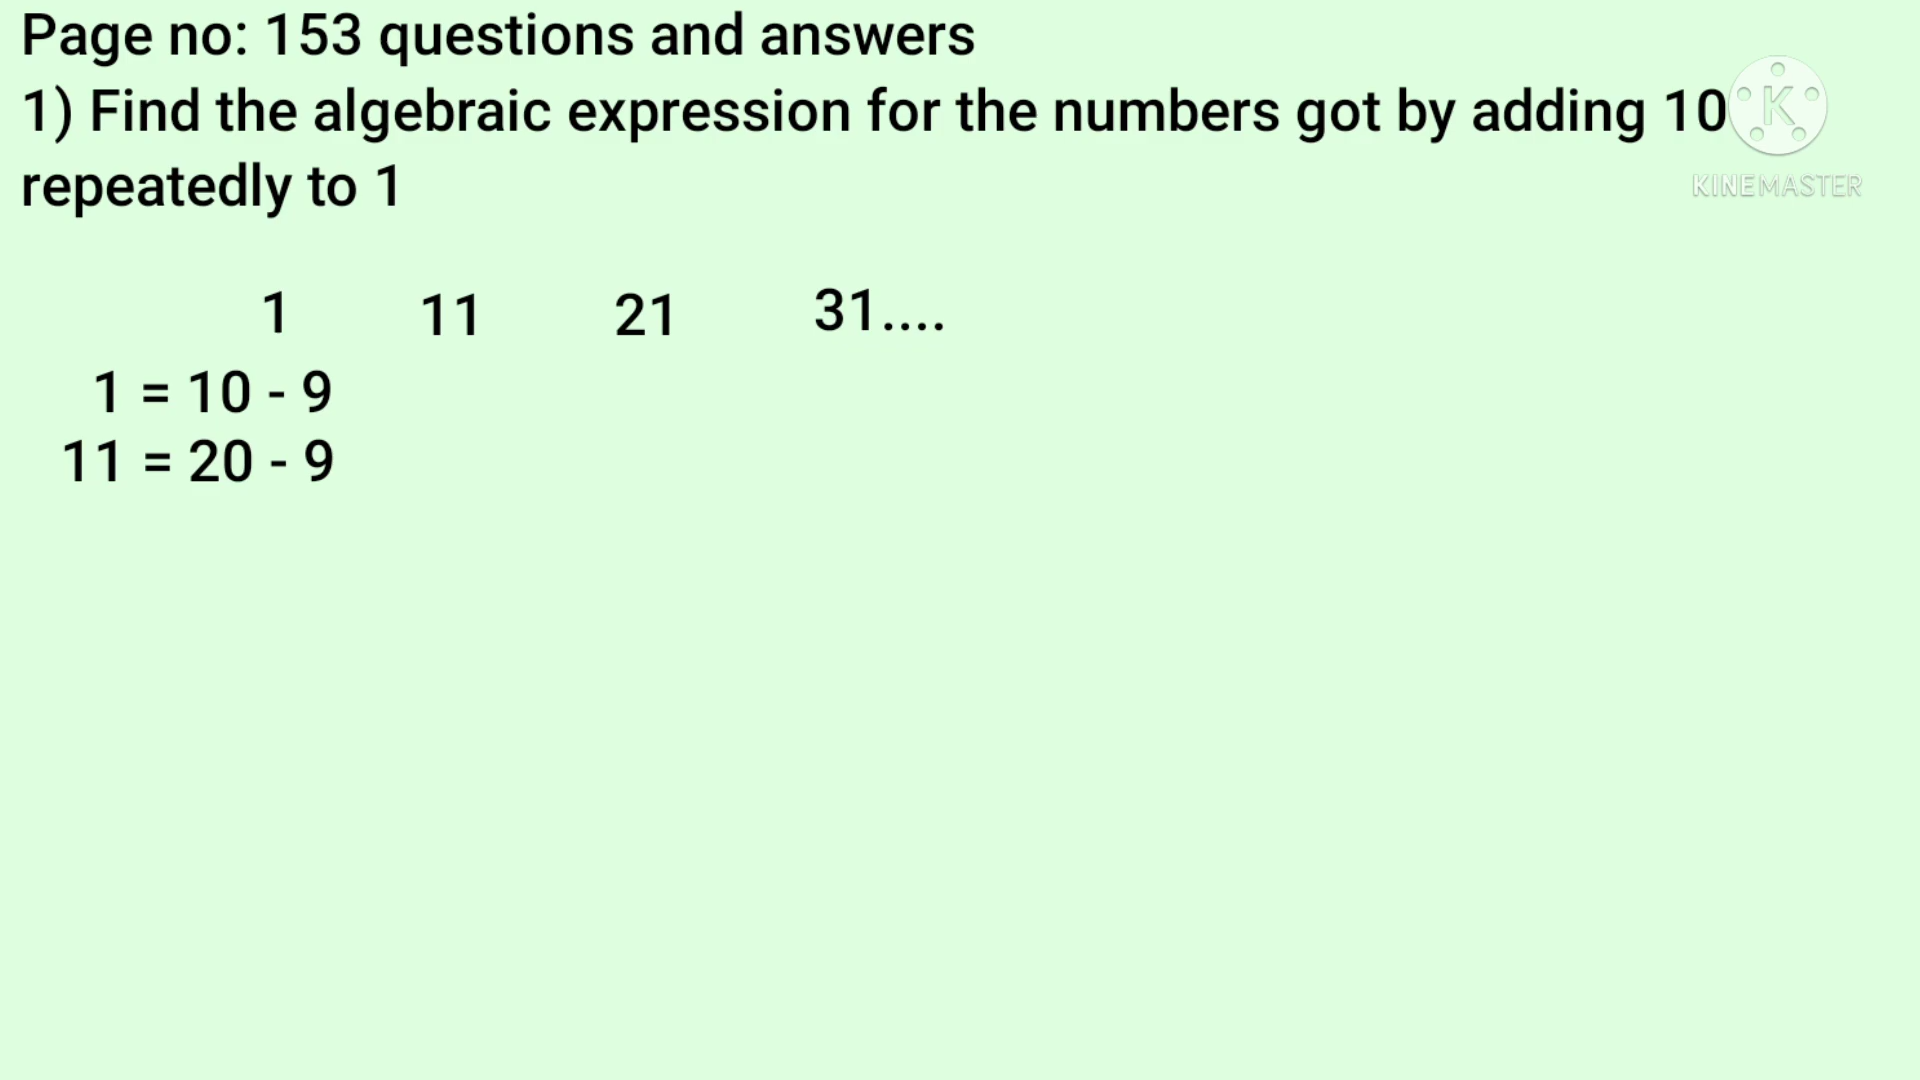 Page no: 153 questions and answers
1) Find the algebraic expression for the numbers got by adding 10
repeatedly to 1
K
KINEMASTER
1 11 21 31....
1 = 10 - 9
11 = 20 - 9